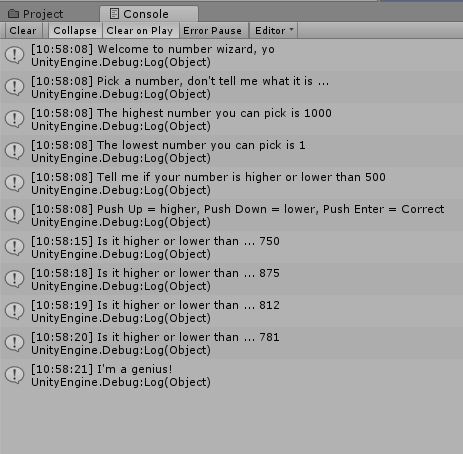 Project Console
Clear Collapse Clear on Play Error Pause Editor
[10:58:08] Welcome to number wizard, yo
UnityEngine.Debug:Log(Object)
[10:58:08] Pick a number, don't tell me what it is ...
UnityEngine.Debug:Log(Object)
[10:58:08] The highest number you can pick is 1000
UnityEngine.Debug:Log(Object)
[10:58:08] The lowest number you can pick is 1
UnityEngine.Debug:Log(Object)
[10:58:08] Tell me if your number is higher or lower than 500
UnityEngine.Debug:Log(Object)
[10:58:08] Push Up = higher, Push Down = lower, Push Enter = Correct
UnityEngine.Debug:Log(Object)
[10:58:15] Is it higher or lower than ... 750
UnityEngine.Debug:Log(Object)
[10:58:18] Is it higher or lower than ... 875
UnityEngine.Debug:Log(Object)
[10:58:19] Is it higher or lower than ... 812
UnityEngine.Debug:Log(Object)
[10:58:20] Is it higher or lower than ... 781
UnityEngine.Debug:Log(Object)
[10:58:21] I'm a genius!
UnityEngine.Debug:Log(Object)